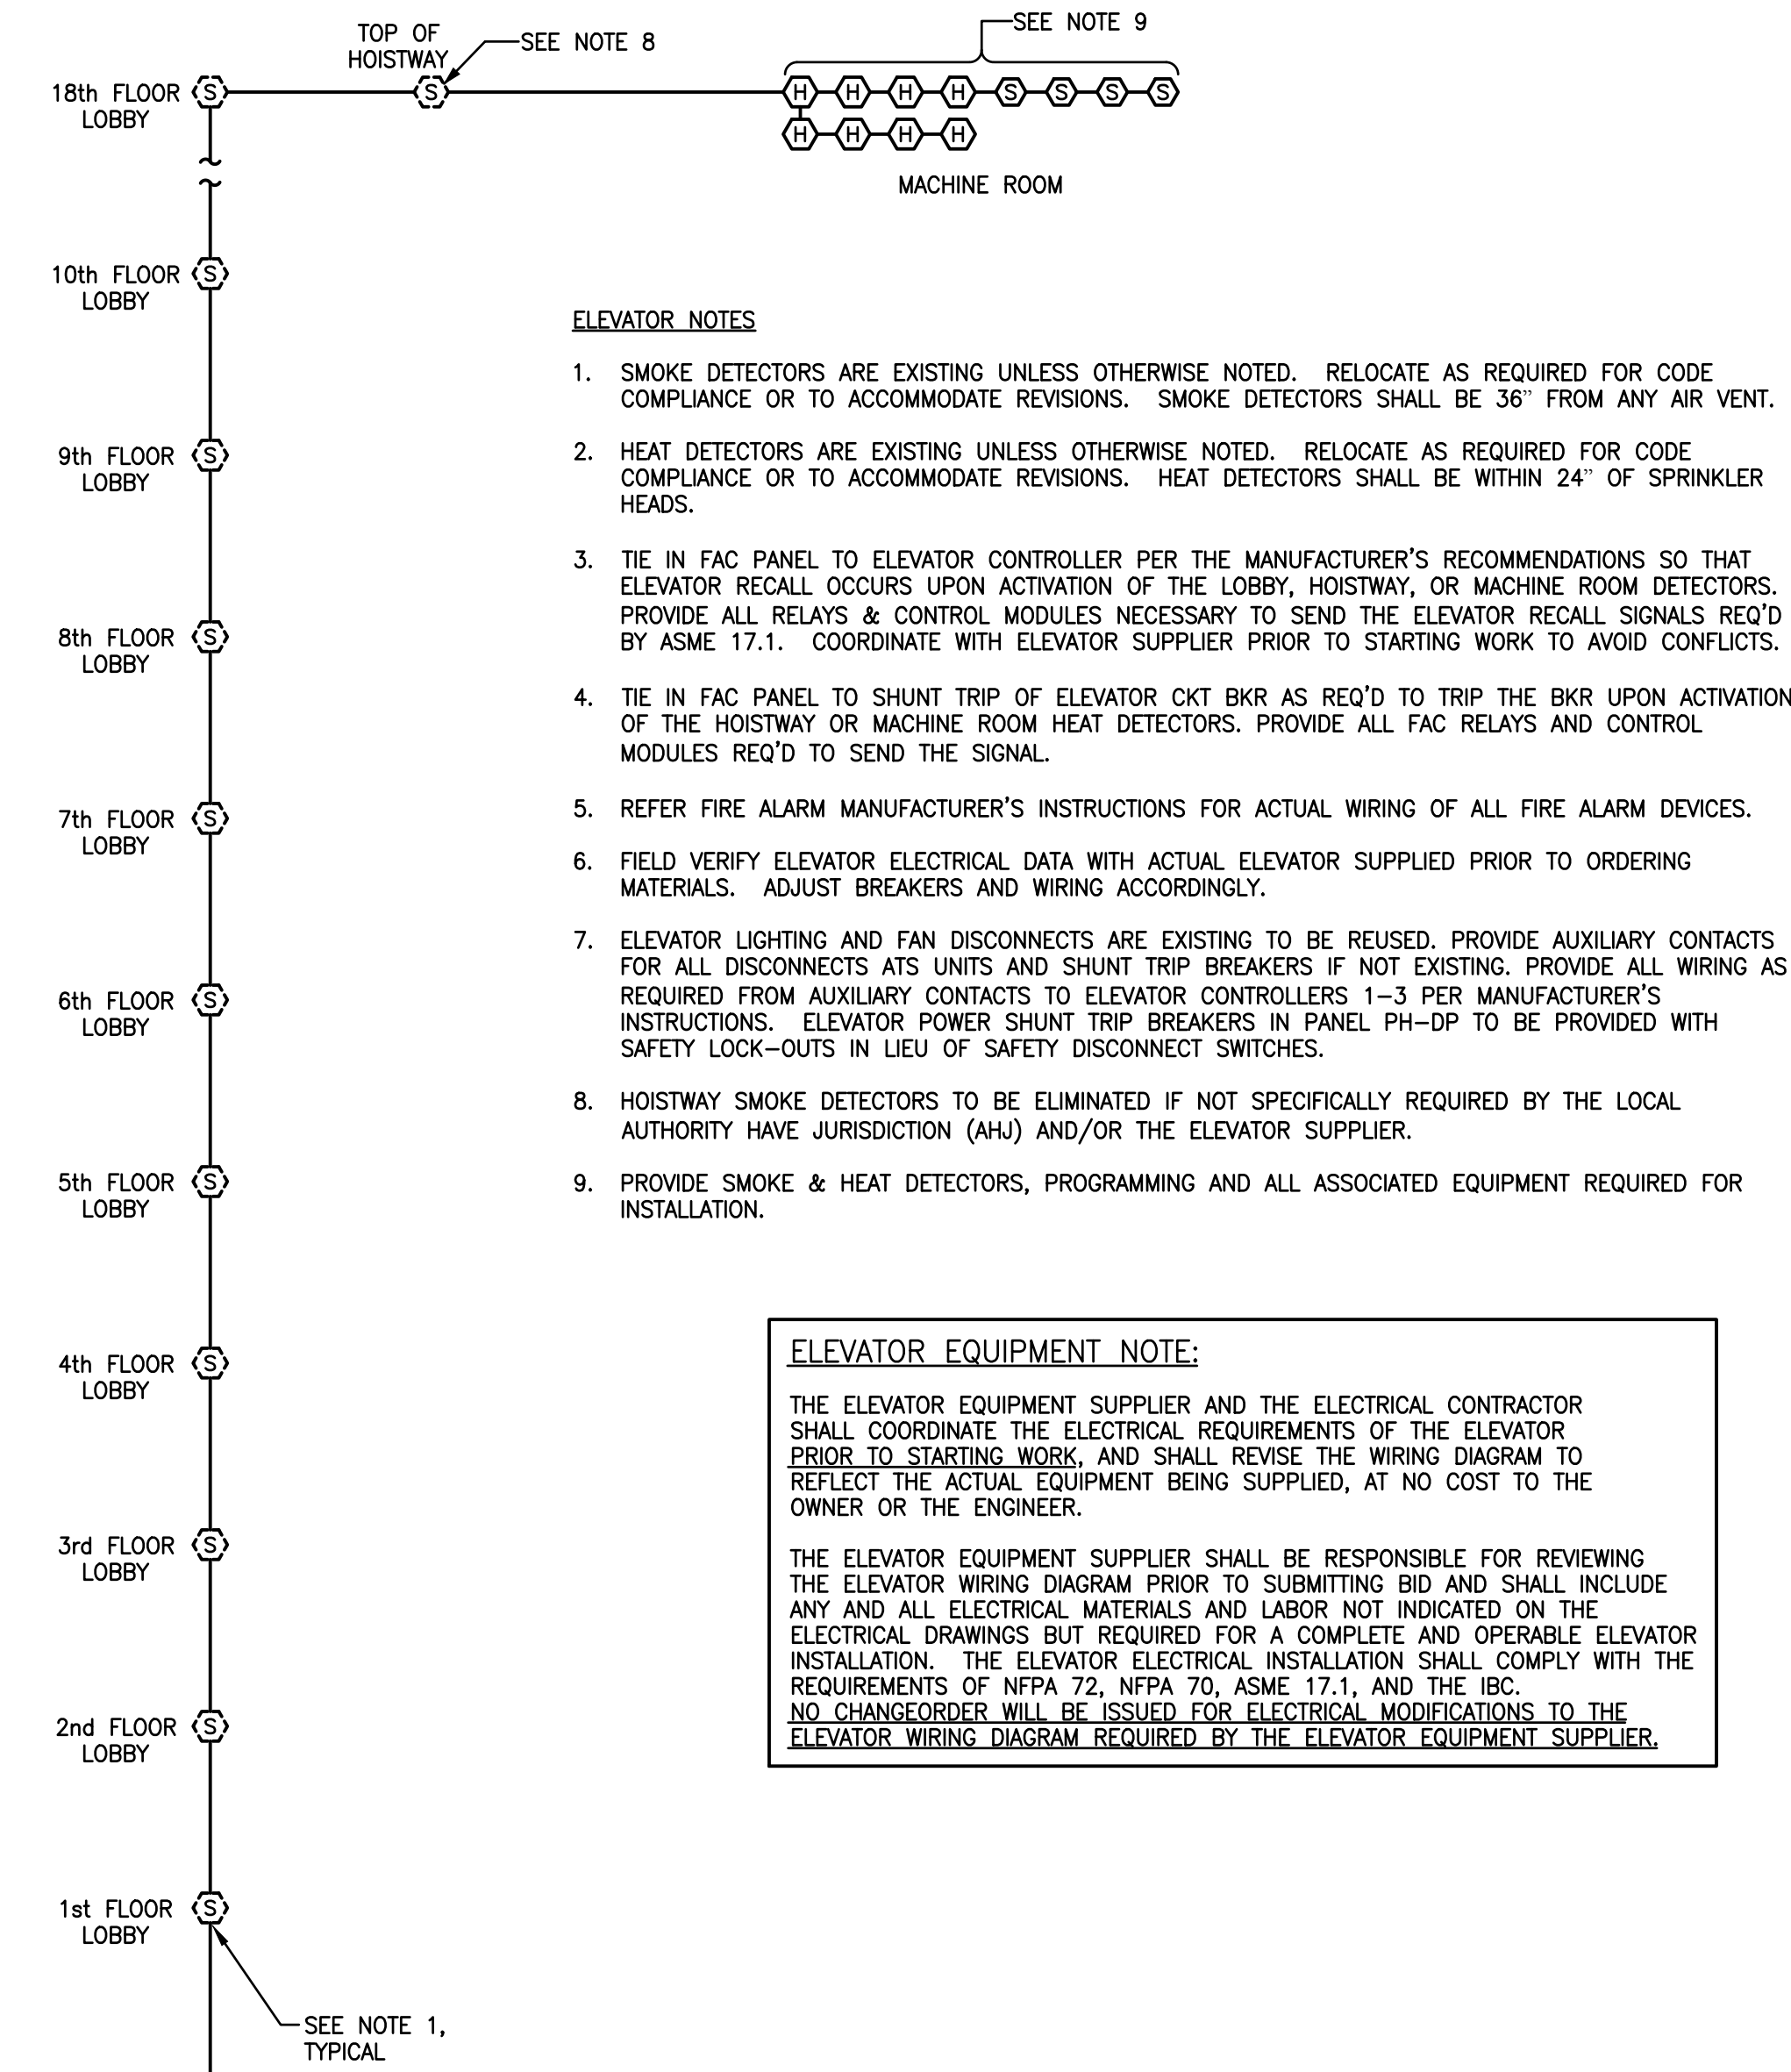 SEE NOTE 9
TOP OF
HOISTWAY
SEE NOTE 8
18th FLOOR
LOBBY
S
S
H H H H S S S S
H H H H
MACHINE ROOM
10th FLOOR
LOBBY
S
9th FLOOR
LOBBY
S
8th FLOOR
LOBBY
S
7th FLOOR
LOBBY
S
6th FLOOR
LOBBY
S
5th FLOOR
LOBBY
S
4th FLOOR
LOBBY
S
3rd FLOOR
LOBBY
S
2nd FLOOR
LOBBY
S
1st FLOOR
LOBBY
S
SEE NOTE 1,
TYPICAL
ELEVATOR NOTES
1. SMOKE DETECTORS ARE EXISTING UNLESS OTHERWISE NOTED. RELOCATE AS REQUIRED FOR CODE
COMPLIANCE OR TO ACCOMMODATE REVISIONS. SMOKE DETECTORS SHALL BE 36” FROM ANY AIR VENT.
2. HEAT DETECTORS ARE EXISTING UNLESS OTHERWISE NOTED. RELOCATE AS REQUIRED FOR CODE
COMPLIANCE OR TO ACCOMMODATE REVISIONS. HEAT DETECTORS SHALL BE WITHIN 24” OF SPRINKLER
HEADS.
3. TIE IN FAC PANEL TO ELEVATOR CONTROLLER PER THE MANUFACTURER'S RECOMMENDATIONS SO THAT
ELEVATOR RECALL OCCURS UPON ACTIVATION OF THE LOBBY, HOISTWAY, OR MACHINE ROOM DETECTORS.
PROVIDE ALL RELAYS & CONTROL MODULES NECESSARY TO SEND THE ELEVATOR RECALL SIGNALS REQ'D
BY ASME 17.1. COORDINATE WITH ELEVATOR SUPPLIER PRIOR TO STARTING WORK TO AVOID CONFLICTS.
4. TIE IN FAC PANEL TO SHUNT TRIP OF ELEVATOR CKT BKR AS REQ'D TO TRIP THE BKR UPON ACTIVATION
OF THE HOISTWAY OR MACHINE ROOM HEAT DETECTORS. PROVIDE ALL FAC RELAYS AND CONTROL
MODULES REQ'D TO SEND THE SIGNAL.
5. REFER FIRE ALARM MANUFACTURER'S INSTRUCTIONS FOR ACTUAL WIRING OF ALL FIRE ALARM DEVICES.
6. FIELD VERIFY ELEVATOR ELECTRICAL DATA WITH ACTUAL ELEVATOR SUPPLIED PRIOR TO ORDERING
MATERIALS. ADJUST BREAKERS AND WIRING ACCORDINGLY.
7. ELEVATOR LIGHTING AND FAN DISCONNECTS ARE EXISTING TO BE REUSED. PROVIDE AUXILIARY CONTACTS
FOR ALL DISCONNECTS ATS UNITS AND SHUNT TRIP BREAKERS IF NOT EXISTING. PROVIDE ALL WIRING AS
REQUIRED FROM AUXILIARY CONTACTS TO ELEVATOR CONTROLLERS 1-3 PER MANUFACTURER'S
INSTRUCTIONS. ELEVATOR POWER SHUNT TRIP BREAKERS IN PANEL PH-DP TO BE PROVIDED WITH
SAFETY LOCK-OUTS IN LIEU OF SAFETY DISCONNECT SWITCHES.
8. HOISTWAY SMOKE DETECTORS TO BE ELIMINATED IF NOT SPECIFICALLY REQUIRED BY THE LOCAL
AUTHORITY HAVE JURISDICTION (AHJ) AND/OR THE ELEVATOR SUPPLIER.
9. PROVIDE SMOKE & HEAT DETECTORS, PROGRAMMING AND ALL ASSOCIATED EQUIPMENT REQUIRED FOR
INSTALLATION.
ELEVATOR EQUIPMENT NOTE:
THE ELEVATOR EQUIPMENT SUPPLIER AND THE ELECTRICAL CONTRACTOR
SHALL COORDINATE THE ELECTRICAL REQUIREMENTS OF THE ELEVATOR
PRIOR TO STARTING WORK, AND SHALL REVISE THE WIRING DIAGRAM TO
REFLECT THE ACTUAL EQUIPMENT BEING SUPPLIED, AT NO COST TO THE
OWNER OR THE ENGINEER.
THE ELEVATOR EQUIPMENT SUPPLIER SHALL BE RESPONSIBLE FOR REVIEWING
THE ELEVATOR WIRING DIAGRAM PRIOR TO SUBMITTING BID AND SHALL INCLUDE
ANY AND ALL ELECTRICAL MATERIALS AND LABOR NOT INDICATED ON THE
ELECTRICAL DRAWINGS BUT REQUIRED FOR A COMPLETE AND OPERABLE ELEVATOR
INSTALLATION. THE ELEVATOR ELECTRICAL INSTALLATION SHALL COMPLY WITH THE
REQUIREMENTS OF NFPA 72, NFPA 70, ASME 17.1, AND THE IBC.
NO CHANGEORDER WILL BE ISSUED FOR ELECTRICAL MODIFICATIONS TO THE
ELEVATOR WIRING DIAGRAM REQUIRED BY THE ELEVATOR EQUIPMENT SUPPLIER.